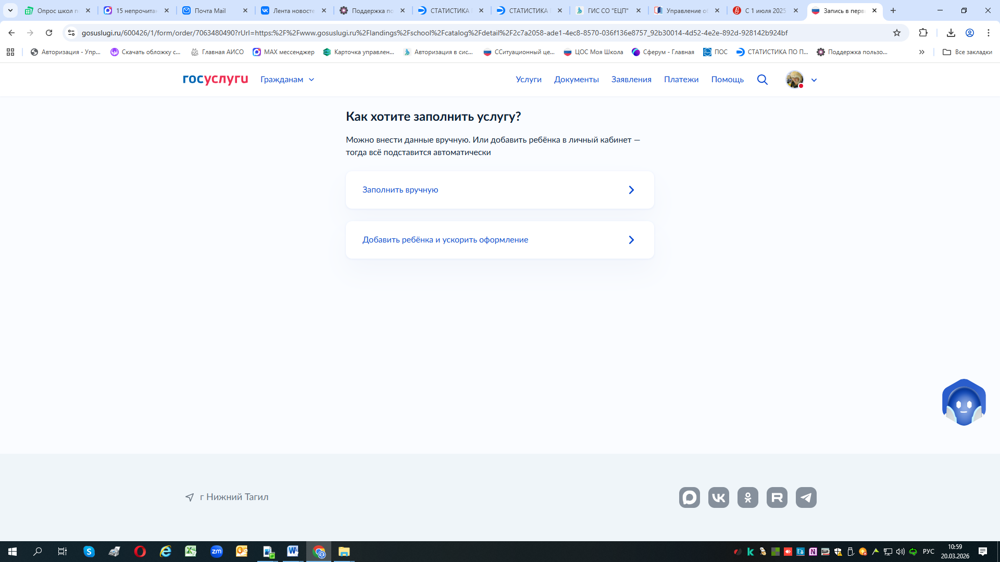 Опрос школ п
15 непрочитан
Почта Mail
Лента новосте
Поддержка по
СТАТИСТИКА
СТАТИСТИКА
ГИС СО "ЕЦП"
Управление об
С 1 июля 2025
Запись в перв
gosuslugi.ru/600426/1/form/order/7063480490?rUrl=https:%2F%2Fwww.gosuslugi.ru%2Flandings%2Fschool%2Fcatalog%2Fdetail%2F2c7a2058-ade1-4ec8-8570-036f136e8757_92b30014-4d52-4e2e-892d-928142b924bf
Авторизация - Упр...
Скачать обложку с...
Главная АИСО
MAX мессенджер
Карточка управлен...
Авторизация в сис...
ССитуационный це...
ЦОС Моя Школа
Сферум - Главная
ПОС
СТАТИСТИКА ПО П...
Поддержка пользо...
Все закладки
госуслуги
Гражданам
Услуги
Документы
Заявления
Платежи
Помощь
Как хотите заполнить услугу?
Можно внести данные вручную. Или добавить ребёнка в личный кабинет —
тогда всё подставится автоматически
Заполнить вручную
Добавить ребёнка и ускорить оформление
г Нижний Тагил
РУС
10:59
20.03.2026